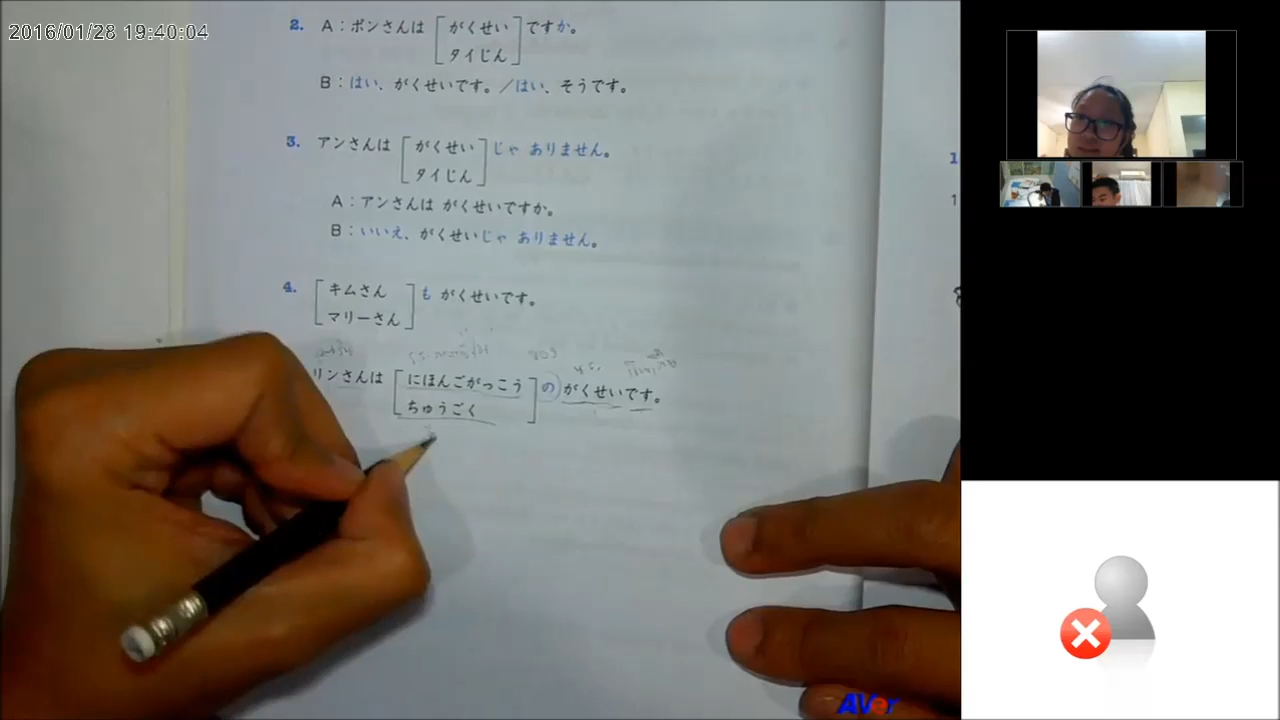 2016/01/28 19:40:04
2. A：ポンさんは［がくせい］ですか。
［タイじん］
B：はい、がくせいです。／はい、そうです。
3. アンさんは［がくせい］じゃ ありません。
［タイじん］
A：アンさんは がくせいですか。
B：いいえ、がくせいじゃ ありません。
4. ［キムさん］も がくせいです。
［マリーさん］
リンさんは［にほんごがっこう］の がくせいです。
［ちゅうごく］
1
1
AVer